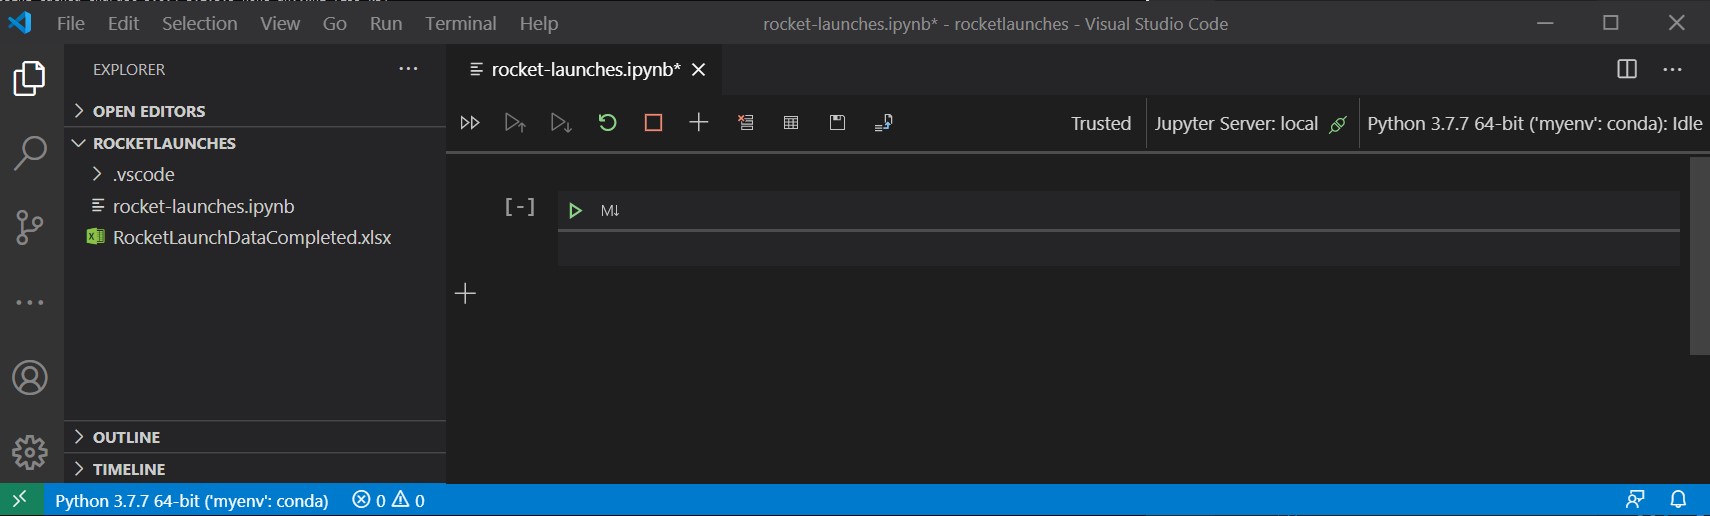 File Edit Selection View Go Run Terminal Help rocket-launches.ipynb* - rocketlaunches - Visual Studio Code
EXPLORER
rocket-launches.ipynb*
OPEN EDITORS
ROCKETLAUNCHES
.vscode
rocket-launches.ipynb
RocketLaunchDataCompleted.xlsx
OUTLINE
TIMELINE
Trusted Jupyter Server: local Python 3.7.7 64-bit ('myenv': conda): Idle
[-] M↓
Python 3.7.7 64-bit ('myenv': conda) 0 0